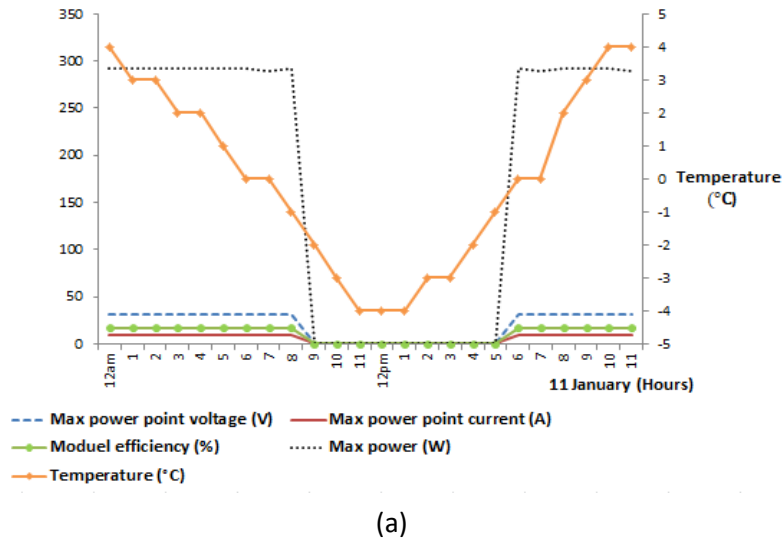 350
300
250
200
150
100
50
0
5
4
3
2
1
0
-1
-2
-3
-4
-5
Temperature
(°C)
12am 1 2 3 4 5 6 7 8 9 10 11 12pm 1 2 3 4 5 6 7 8 9 10 11
11 January (Hours)
Max power point voltage (V) Max power point current (A)
Moduel efficiency (%) Max power (W)
Temperature (°C)
(a)